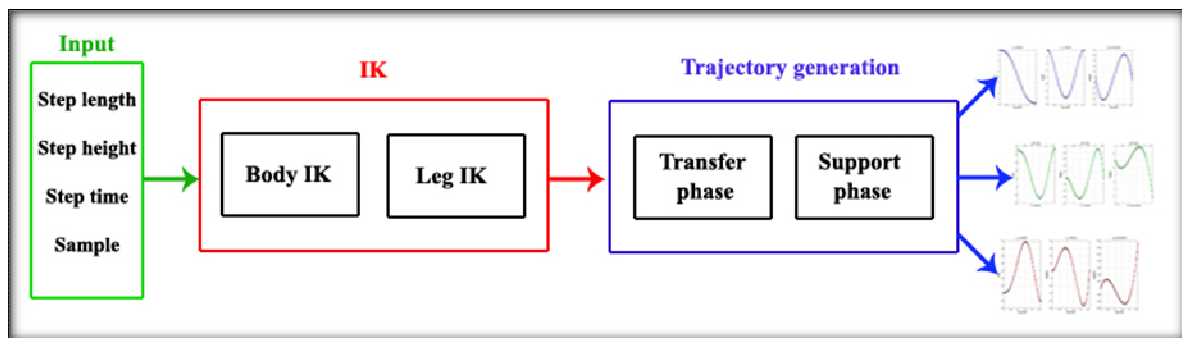 Input
Step length
Step height
Step time
Sample
IK
Body IK
Leg IK
Trajectory generation
Transfer
phase
Support
phase